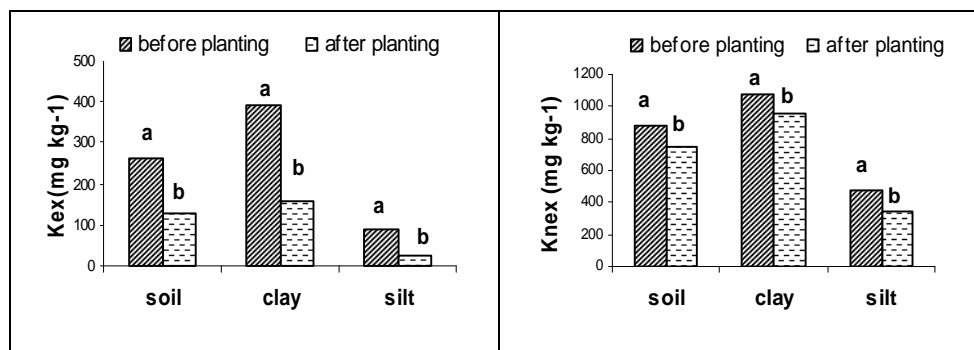 before planting after planting
500
400
300
200
100
0
Kex(mg kg-1)
a
b
a
b
a
b
soil clay silt
before planting after planting
1200
1000
800
600
400
200
0
Knex (mg kg-1)
a
b
a
b
a
b
soil clay silt